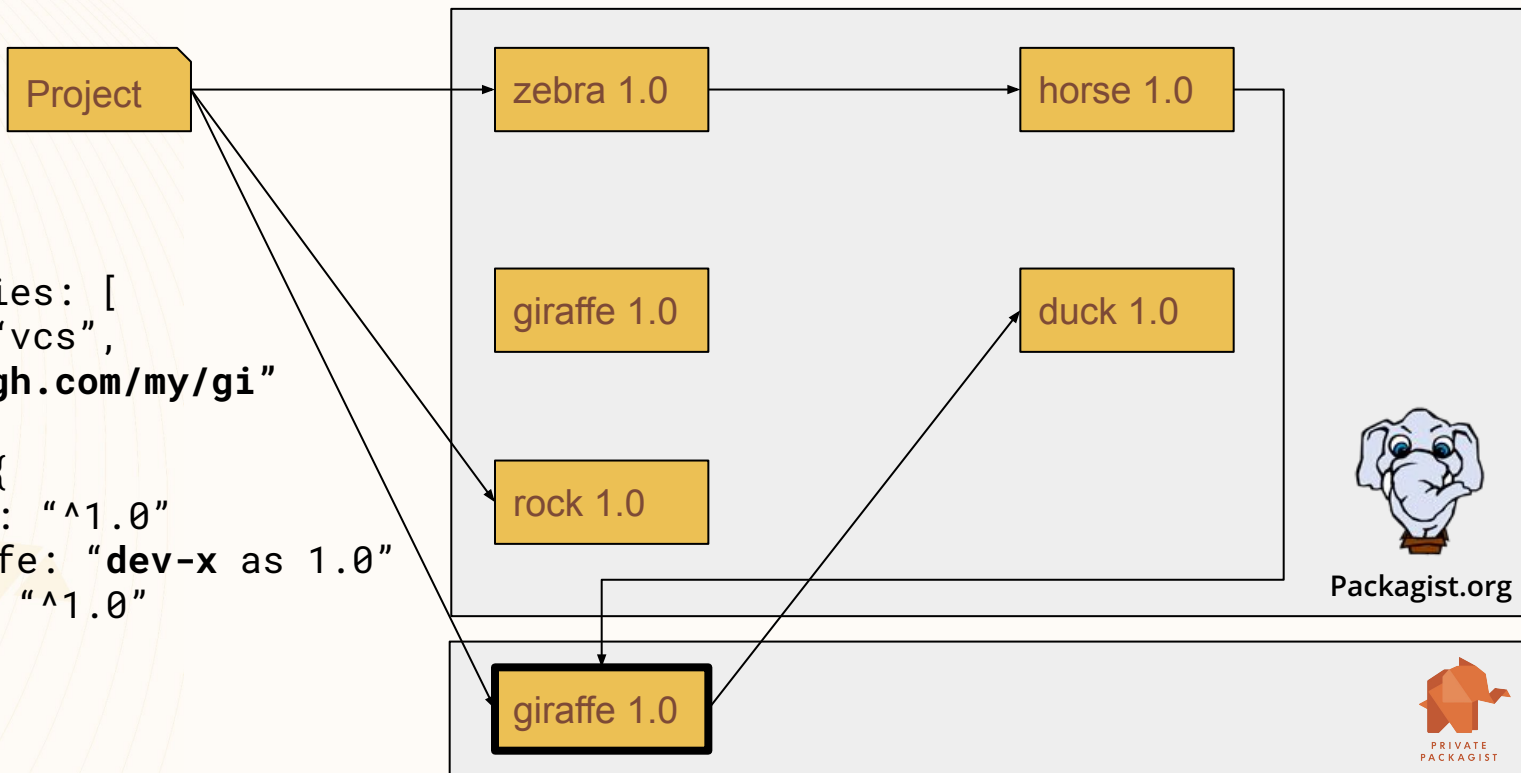 Project
zebra 1.0
horse 1.0
giraffe 1.0
duck 1.0
ies: [
“vcs”,
gh.com/my/gi”
{
: “^1.0”
fe: “dev-x as 1.0”
“^1.0”
rock 1.0
Packagist.org
giraffe 1.0
PRIVATE
PACKAGIST